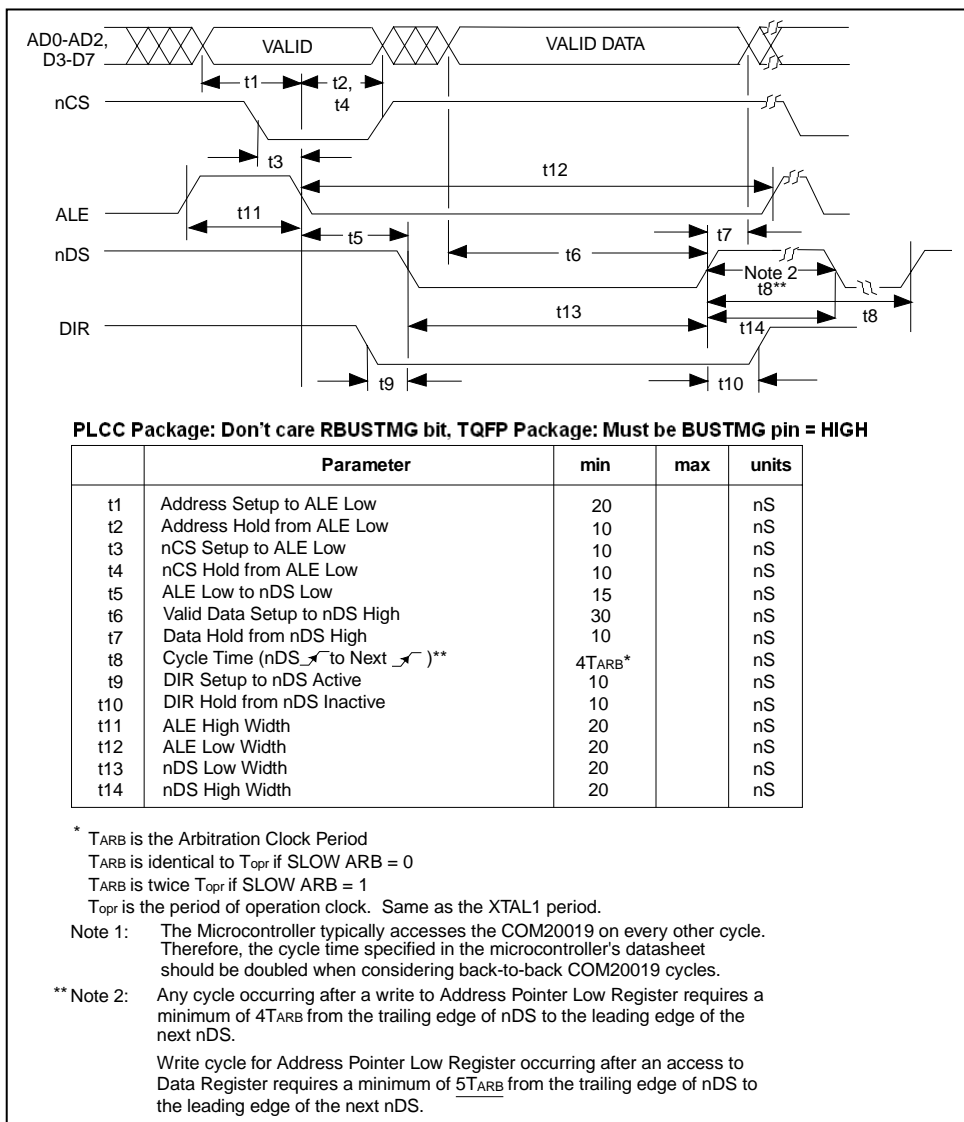 AD0-AD2,
D3-D7
VALID
VALID DATA
t1
t2,
t4
nCS
t3
t12
ALE
t11
t5
t7
nDS
t6
Note 2
t8**
t13
t8
t14
DIR
t9
t10
PLCC Package: Don't care RBUSTMG bit, TQFP Package: Must be BUSTMG pin = HIGH
Parameter min max units
t1 Address Setup to ALE Low 20 nS
t2 Address Hold from ALE Low 10 nS
t3 nCS Setup to ALE Low 10 nS
t4 nCS Hold from ALE Low 10 nS
t5 ALE Low to nDS Low 15 nS
t6 Valid Data Setup to nDS High 30 nS
t7 Data Hold from nDS High 10 nS
t8 Cycle Time (nDS to Next )** 4TARB* nS
t9 DIR Setup to nDS Active 10 nS
t10 DIR Hold from nDS Inactive 10 nS
t11 ALE High Width 20 nS
t12 ALE Low Width 20 nS
t13 nDS Low Width 20 nS
t14 nDS High Width 20 nS
* TARB is the Arbitration Clock Period
TARB is identical to Topr if SLOW ARB = 0
TARB is twice Topr if SLOW ARB = 1
Topr is the period of operation clock. Same as the XTAL1 period.
Note 1: The Microcontroller typically accesses the COM20019 on every other cycle.
Therefore, the cycle time specified in the microcontroller's datasheet
should be doubled when considering back-to-back COM20019 cycles.
** Note 2: Any cycle occurring after a write to Address Pointer Low Register requires a
minimum of 4TARB from the trailing edge of nDS to the leading edge of the
next nDS.
Write cycle for Address Pointer Low Register occurring after an access to
Data Register requires a minimum of 5TARB from the trailing edge of nDS to
the leading edge of the next nDS.